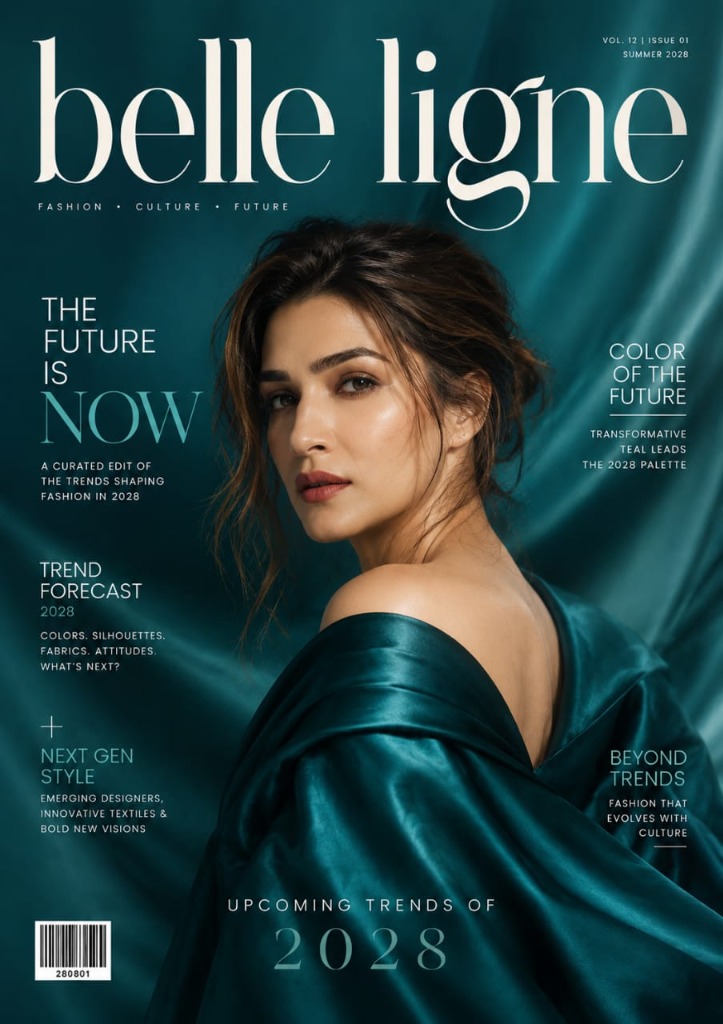 belle ligne
VOL. 12 | ISSUE 01
SUMMER 2028
FASHION • CULTURE • FUTURE
THE
FUTURE
IS
NOW
A CURATED EDIT OF
THE TRENDS SHAPING
FASHION IN 2028
COLOR
OF THE
FUTURE
TRANSFORMATIVE
TEAL LEADS
THE 2028 PALETTE
TREND
FORECAST
2028
COLORS. SILHOUETTES.
FABRICS. ATTITUDES.
WHAT'S NEXT?
NEXT GEN
STYLE
EMERGING DESIGNERS,
INNOVATIVE TEXTILES &
BOLD NEW VISIONS
BEYOND
TRENDS
FASHION THAT
EVOLVES WITH
CULTURE
UPCOMING TRENDS OF
2028
280801